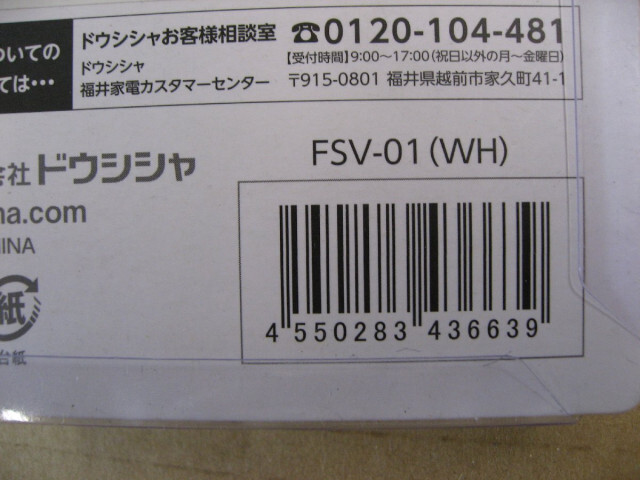 ついての
ては…
ドウシシャお客様相談室
ドウシシャ
福井家電カスタマーセンター
☎0120-104-481
【受付時間】9:00~17:00(祝日以外の月~金曜日)
〒915-0801 福井県越前市家久町41-1
FSV-01(WH)
会社 ドウシシャ
na.com
INA
紙
台紙
4 550283 436639